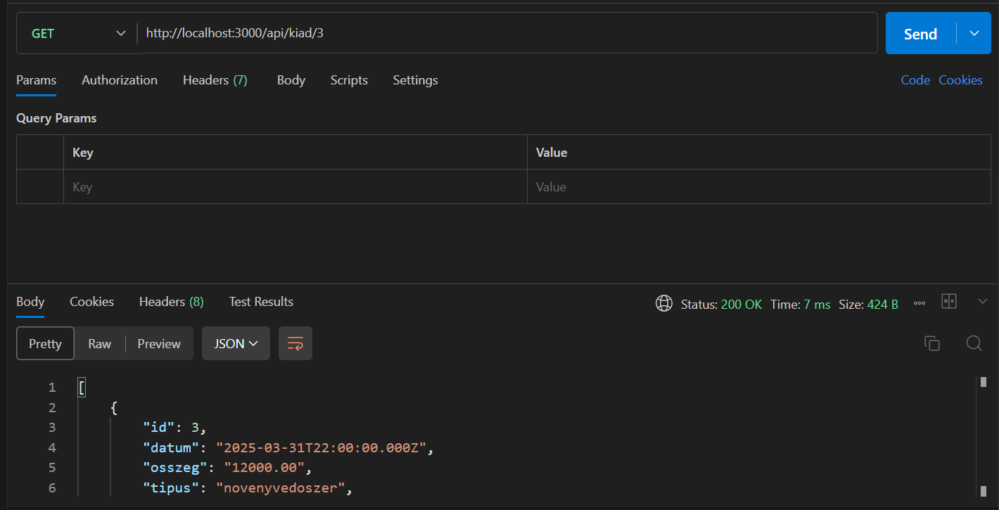 GET http://localhost:3000/api/kiad/3 Send
Params Authorization Headers (7) Body Scripts Settings Code Cookies
Query Params
Key Value
Key Value
Body Cookies Headers (8) Test Results Status: 200 OK Time: 7 ms Size: 424 B
Pretty Raw Preview JSON
1 [
2 {
3 "id": 3,
4 "datum": "2025-03-31T22:00:00.000Z",
5 "osszeg": "12000.00",
6 "tipus": "novenyvedoszer",